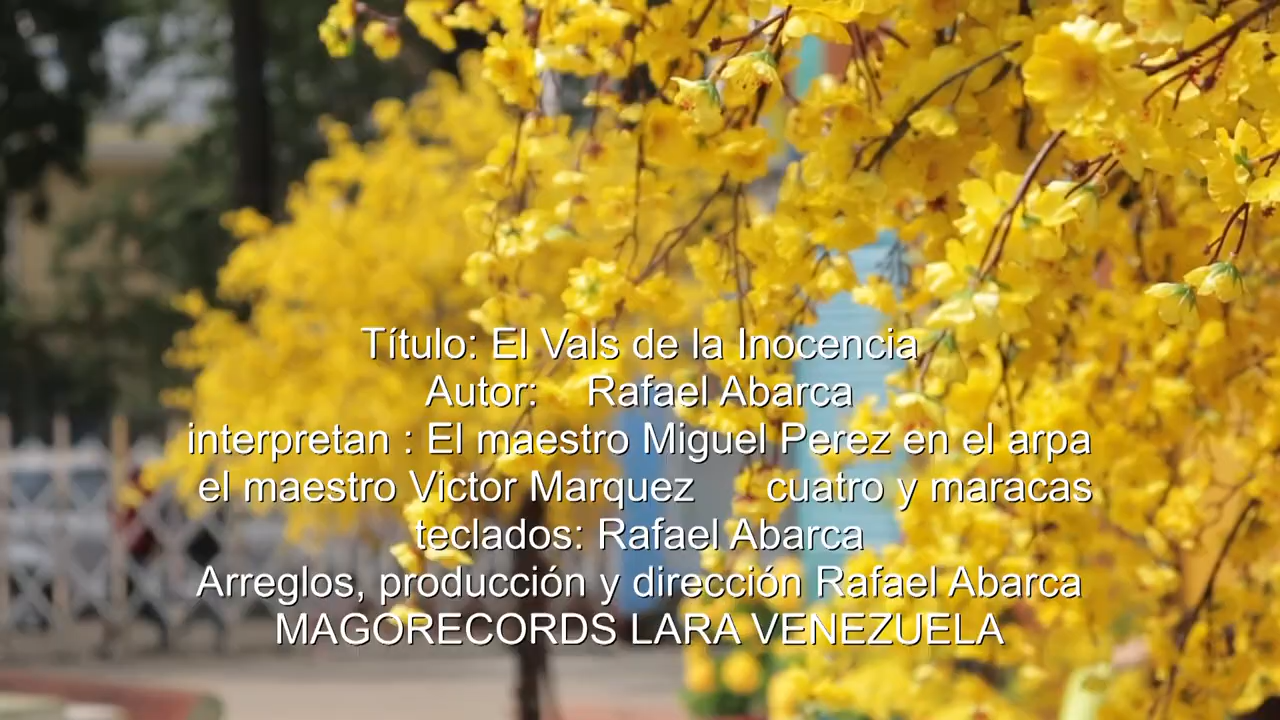 Título: El Vals de la Inocencia
Autor: Rafael Abarca
interpretan : El maestro Miguel Perez en el arpa
el maestro Victor Marquez cuatro y maracas
teclados: Rafael Abarca
Arreglos, producción y dirección Rafael Abarca
MAGORECORDS LARA VENEZUELA